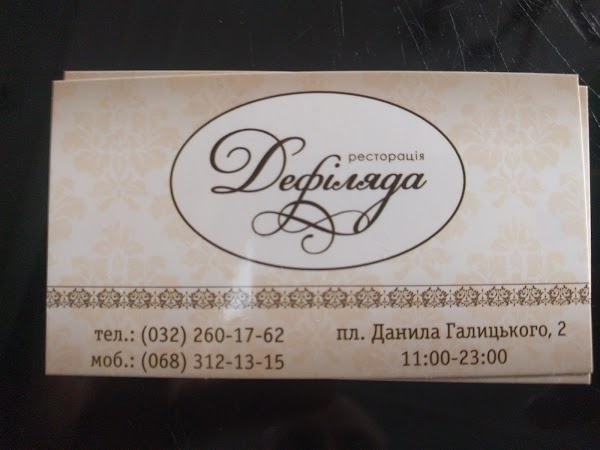 ресторація
Дефіляда
тел.: (032) 260-17-62
моб.: (068) 312-13-15
пл. Данила Галицького, 2
11:00-23:00